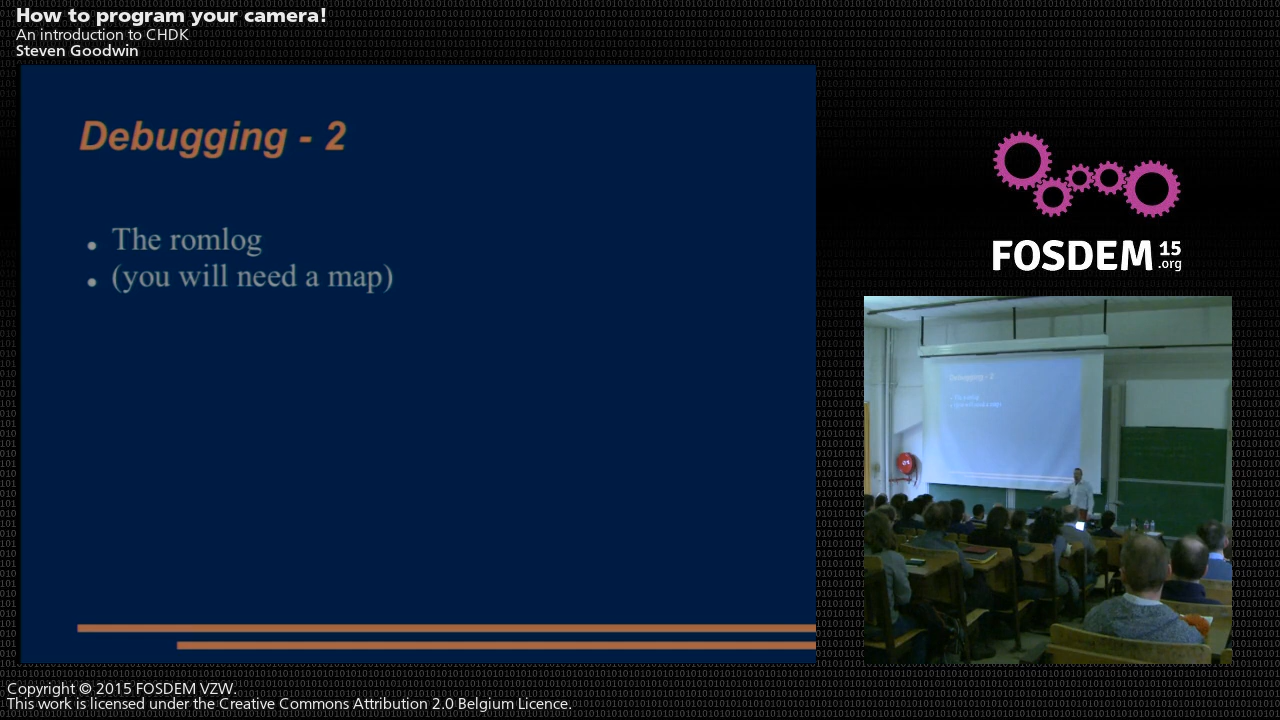 How to program your camera!
An introduction to CHDK
Steven Goodwin
Debugging - 2
• The romlog
• (you will need a map)
FOSDEM 15
.org
Debugging - 2
Copyright © 2015 FOSDEM VZW.
This work is licensed under the Creative Commons Attribution 2.0 Belgium Licence.